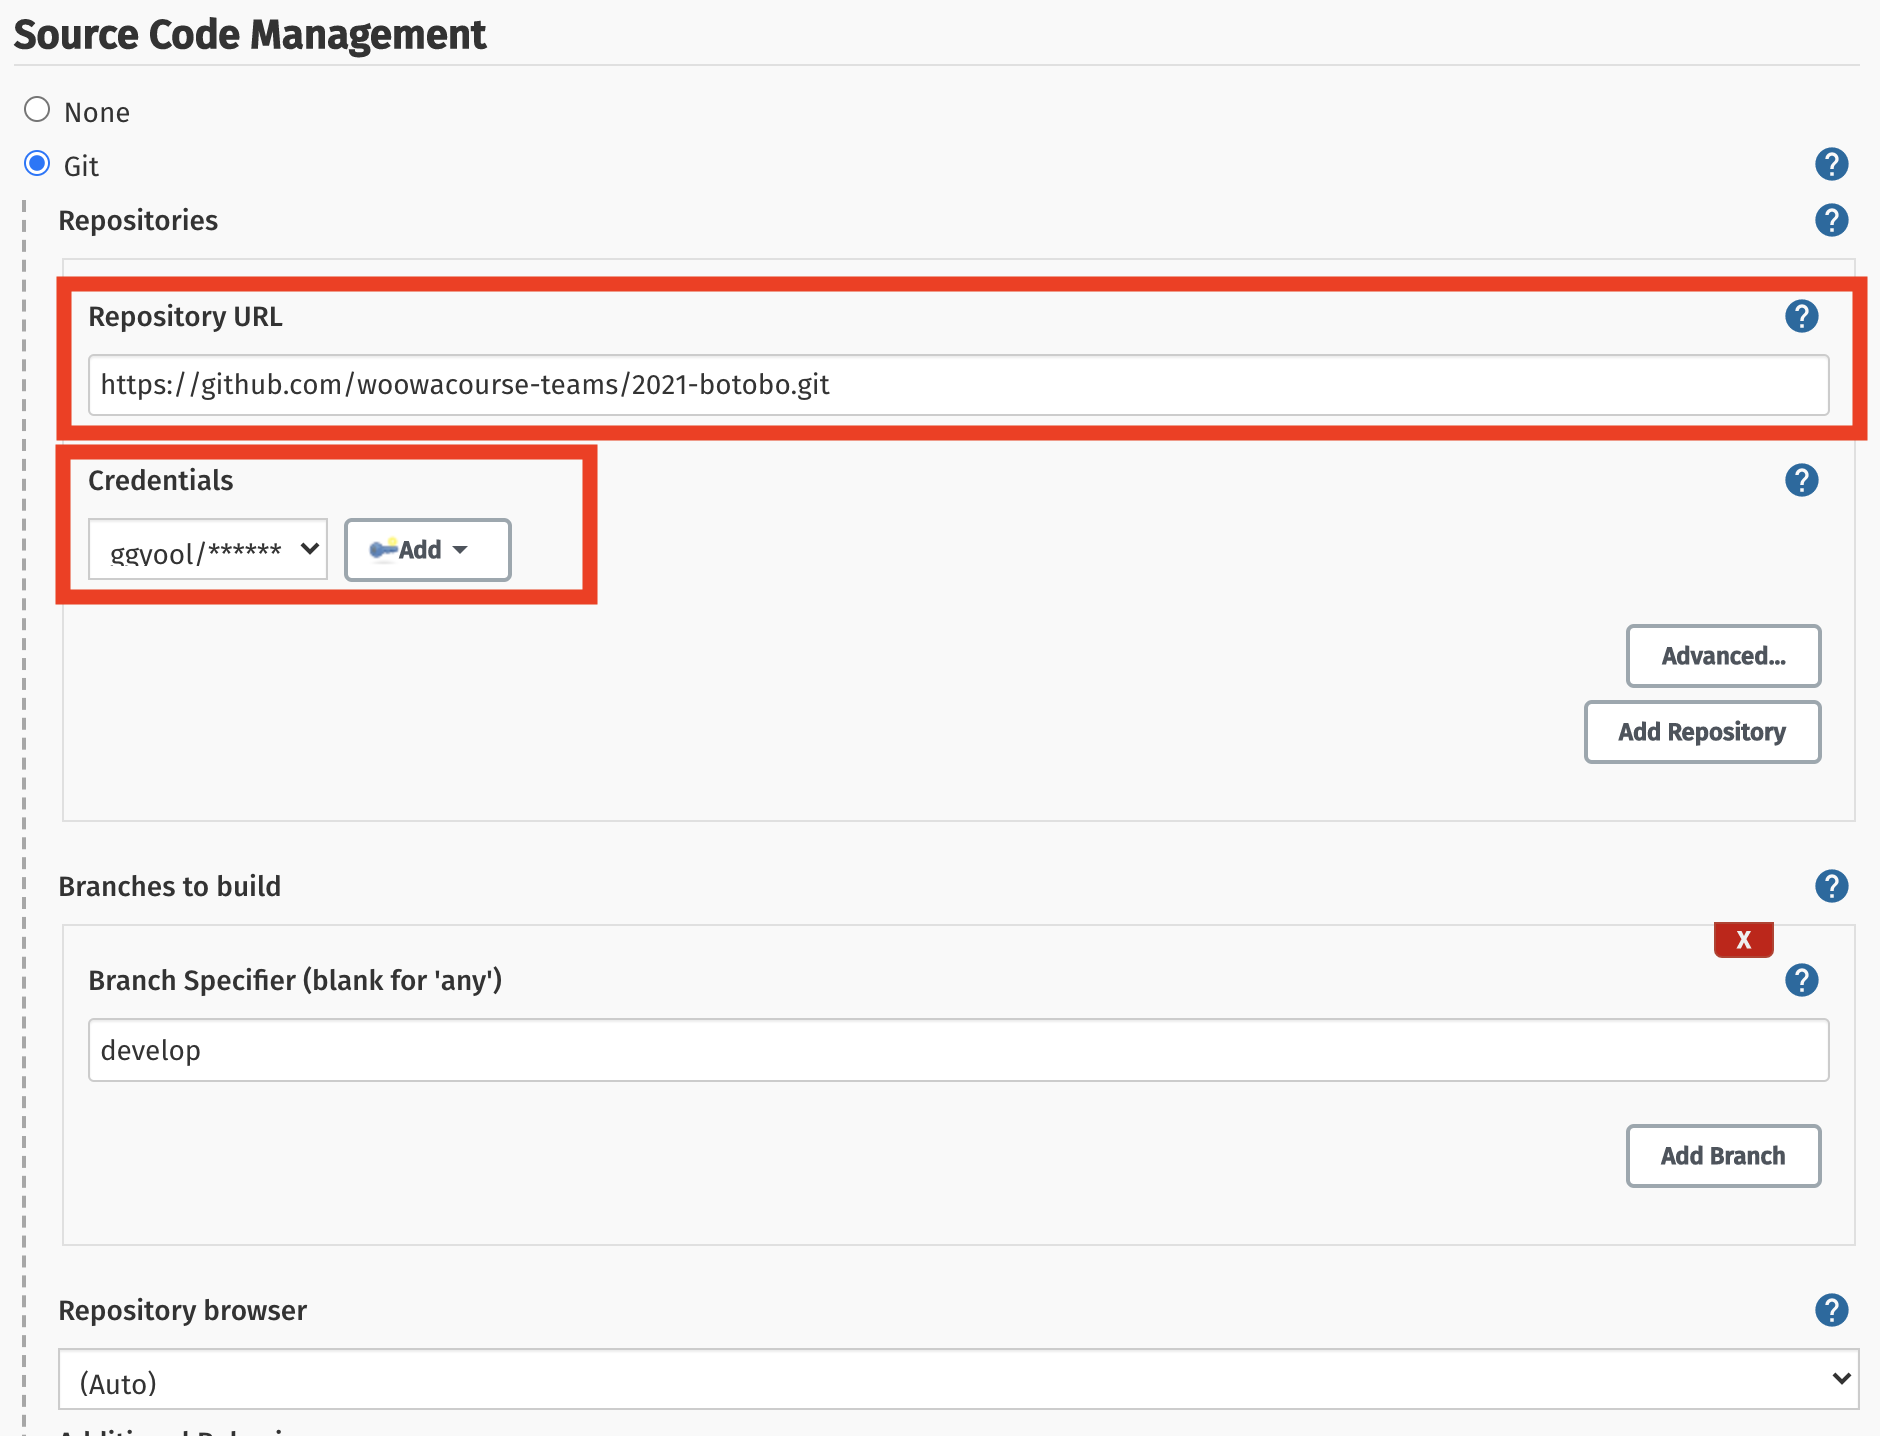 Source Code Management
None
Git
?
Repositories
?
Repository URL
?
https://github.com/woowacourse-teams/2021-botobo.git
Credentials
?
ggyool/******
Add
Advanced...
Add Repository
Branches to build
?
X
Branch Specifier (blank for 'any')
?
develop
Add Branch
Repository browser
?
(Auto)